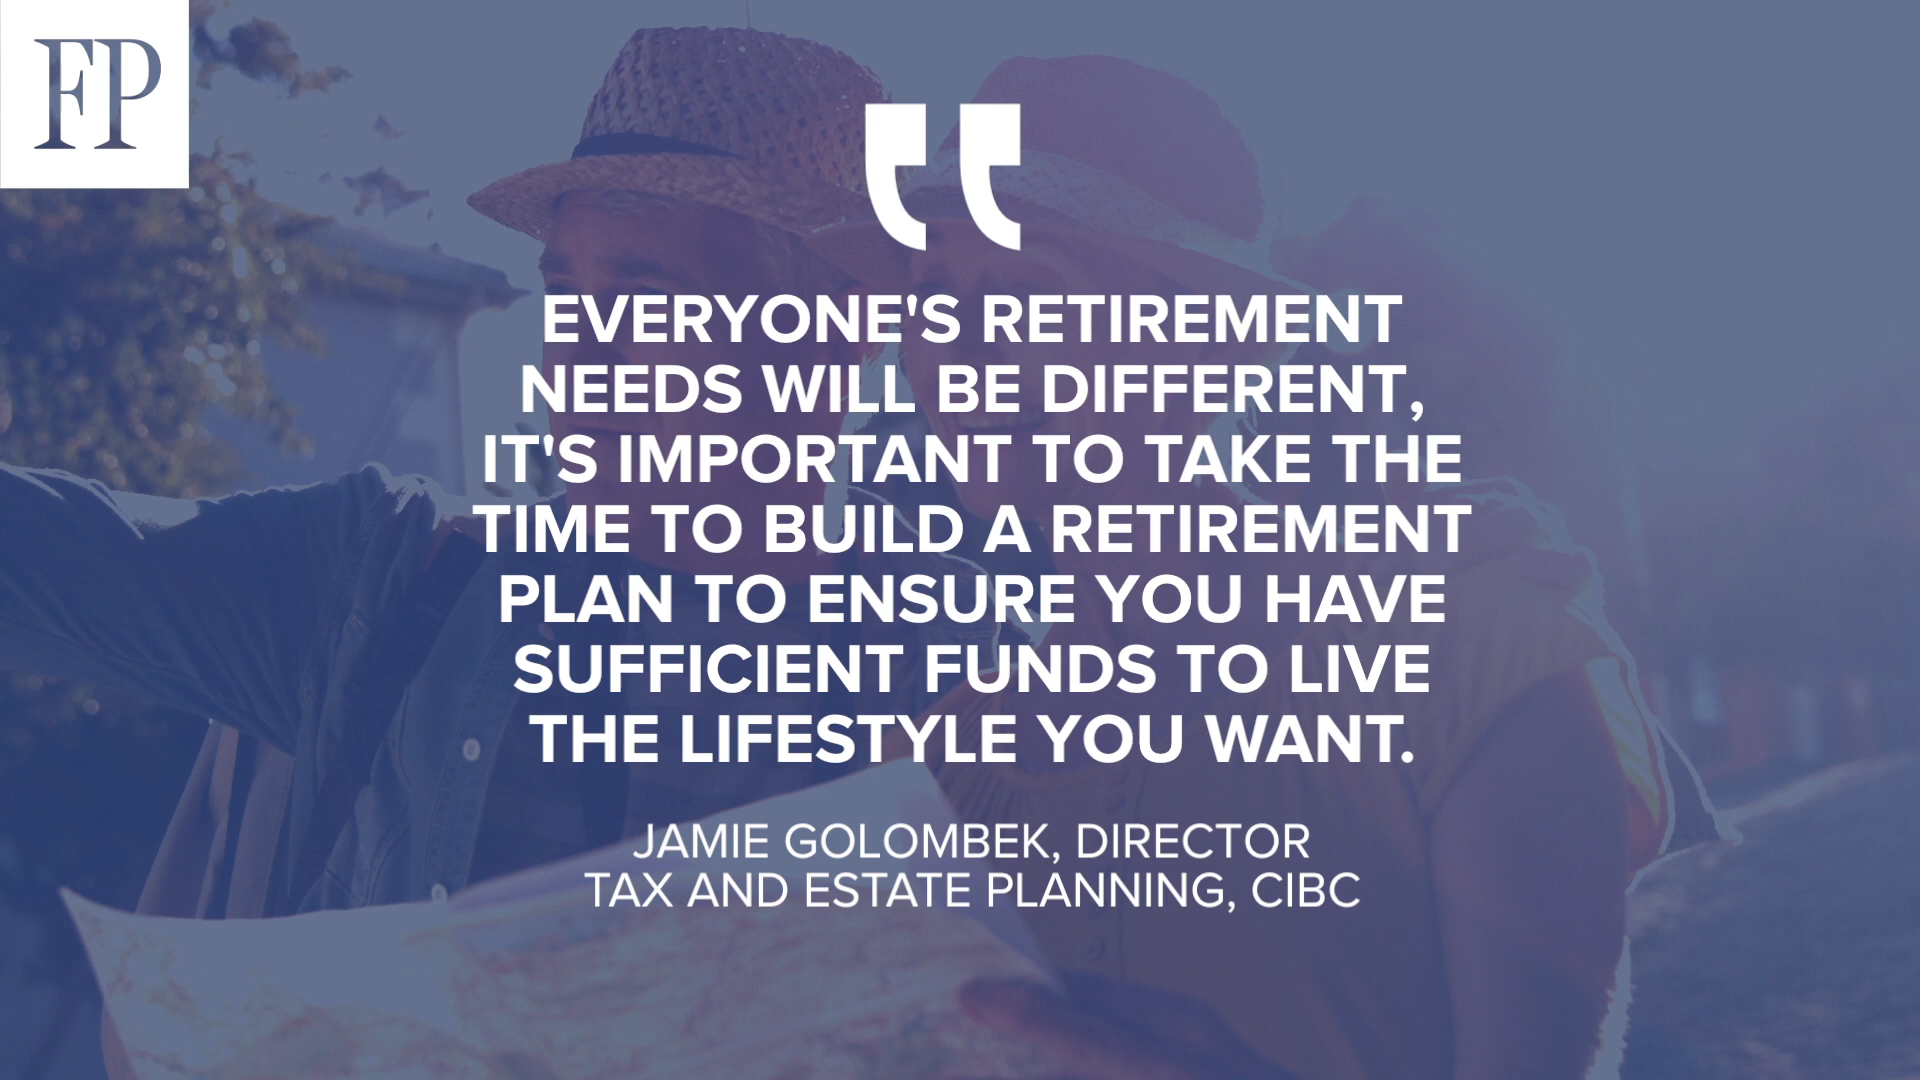 FP
EVERYONE'S RETIREMENT
NEEDS WILL BE DIFFERENT,
IT'S IMPORTANT TO TAKE THE
TIME TO BUILD A RETIREMENT
PLAN TO ENSURE YOU HAVE
SUFFICIENT FUNDS TO LIVE
THE LIFESTYLE YOU WANT.
JAMIE GOLOMBEK, DIRECTOR
TAX AND ESTATE PLANNING, CIBC